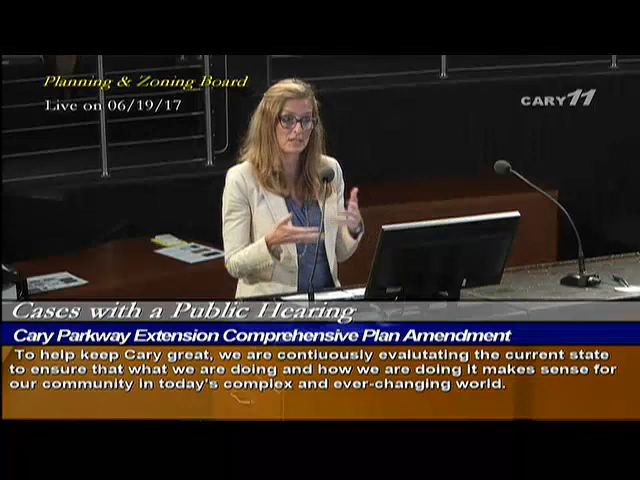 Planning & Zoning Board
Live on 06/19/17
CARY 11
Cases with a Public Hearing
Cary Parkway Extension Comprehensive Plan Amendment
To help keep Cary great, we are contiuously evalutating the current state
to ensure that what we are doing and how we are doing it makes sense for
our community in today's complex and ever-changing world.